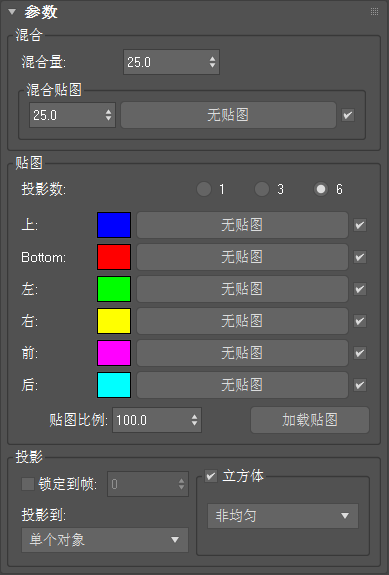 参数
混合
混合量: 25.0
混合贴图
25.0 无贴图
贴图
投影数: 1 3 6
上: 无贴图
Bottom: 无贴图
左: 无贴图
右: 无贴图
前: 无贴图
后: 无贴图
贴图比例: 100.0 加载贴图
投影
锁定到帧: 0 立方体
投影到: 非均匀
单个对象